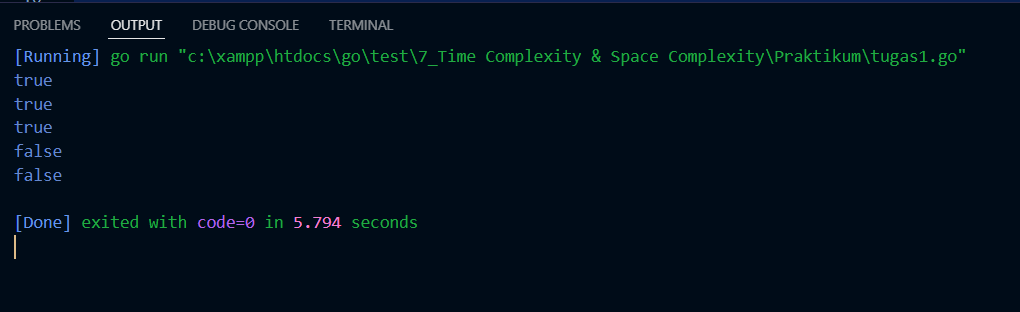 PROBLEMS OUTPUT DEBUG CONSOLE TERMINAL
[Running] go run "c:\xampp\htdocs\go\test\7_Time Complexity & Space Complexity\Praktikum\tugas1.go"
true
true
true
false
false
[Done] exited with code=0 in 5.794 seconds